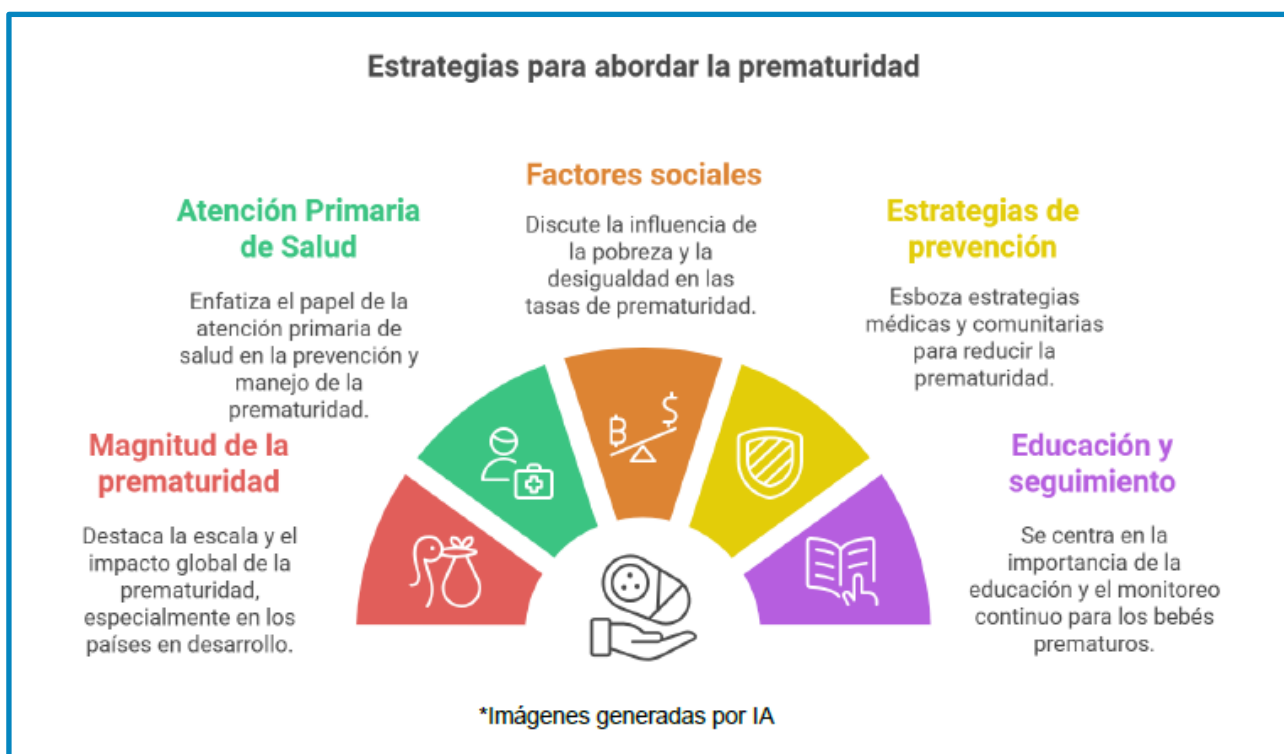 Estrategias para abordar la prematuridad
Factores sociales
Discute la influencia de
la pobreza y la
desigualdad en las
tasas de prematuridad.
Atención Primaria
de Salud
Enfatiza el papel de la
atención primaria de
salud en la prevención y
manejo de la
prematuridad.
Estrategias de
prevención
Esboza estrategias
médicas y comunitarias
para reducir la
prematuridad.
Magnitud de la
prematuridad
Destaca la escala y el
impacto global de la
prematuridad,
especialmente en los
países en desarrollo.
Educación y
seguimiento
Se centra en la
importancia de la
educación y el monitoreo
continuo para los bebés
prematuros.
*Imágenes generadas por IA